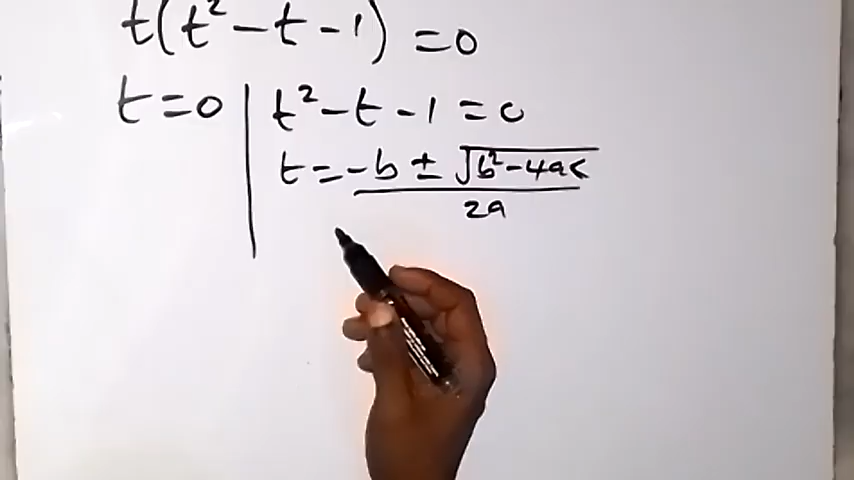 t(t² - t - 1) = 0
t = 0 | t² - t - 1 = 0
t = -b ± √b² - 4ac
2a